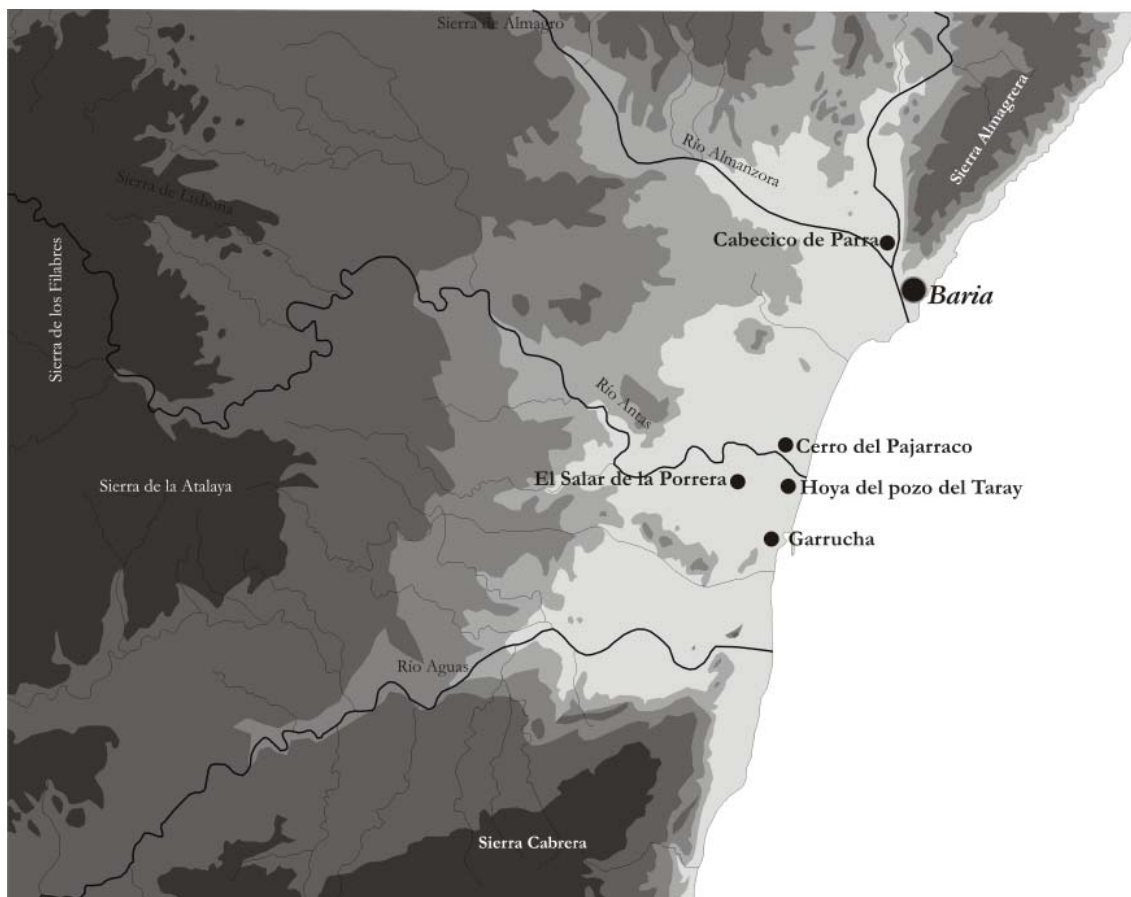 Sierra de Almagro
Sierra Almagrera
Río Almanzora
Sierra de Lisbona
Cabecico de Parra
Sierra de los Filabres
Baria
Río Antas
Cerro del Pajarraco
El Salar de la Porrera
Sierra de la Atalaya
Hoya del pozo del Taray
Garrucha
Río Aguas
Sierra Cabrera